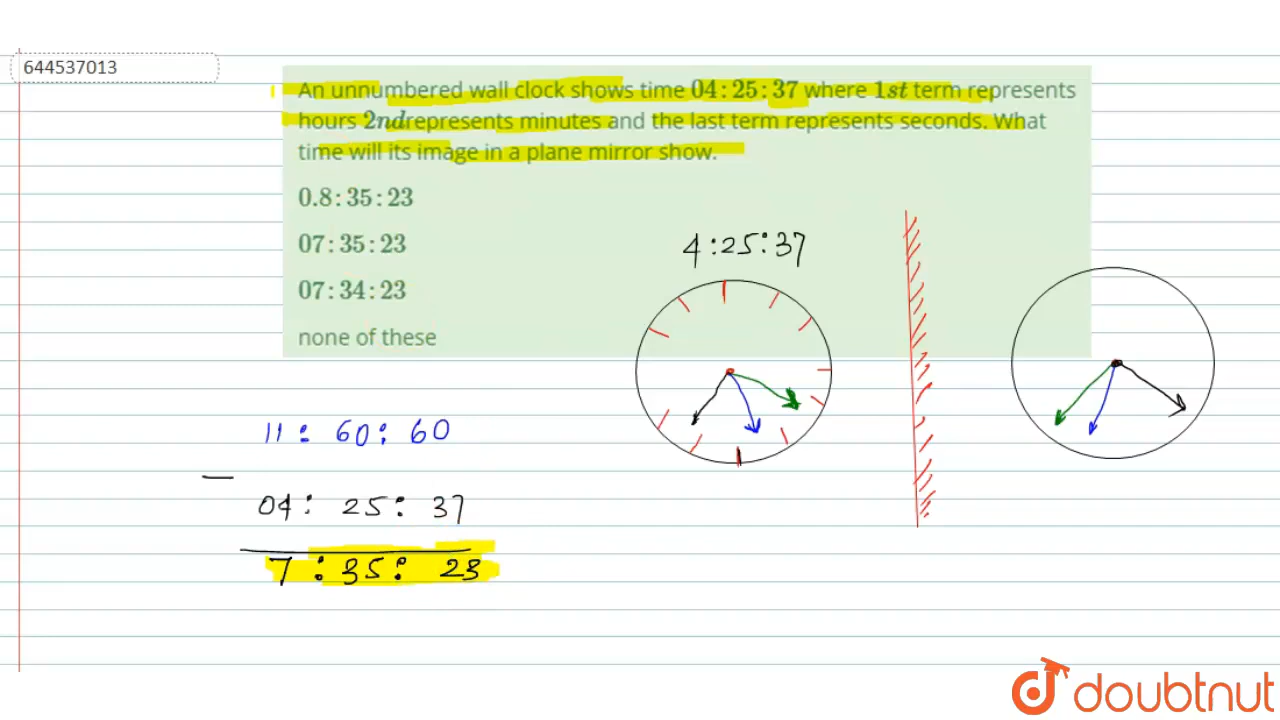 644537013
An unnumbered wall clock shows time 04 : 25 : 37 where 1st term represents
hours 2ndrepresents minutes and the last term represents seconds. What
time will its image in a plane mirror show.
0.8 : 35 : 23
07 : 35 : 23
07 : 34 : 23
none of these
4 : 25 : 37
11 : 60 : 60
—
04 : 25 : 37
7 : 35 : 23
doubtnut